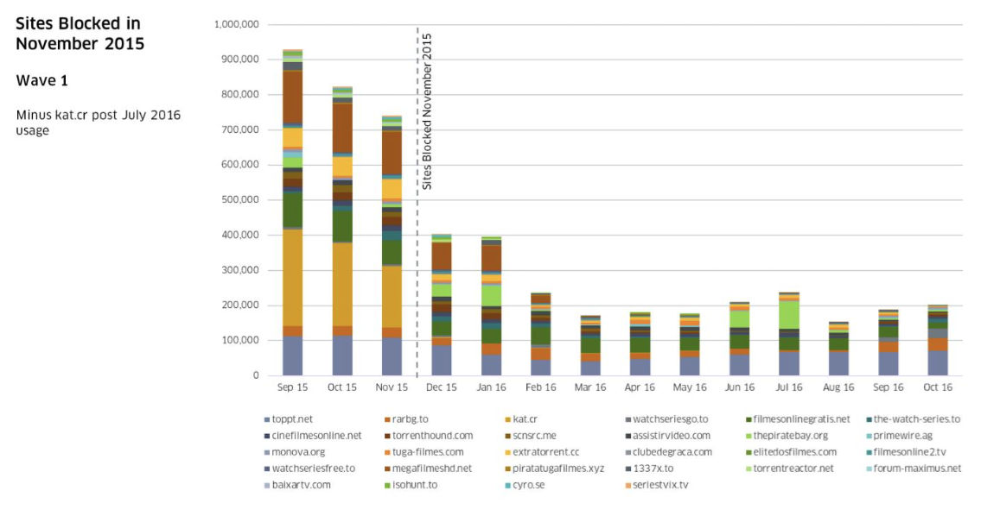 Sites Blocked in
November 2015
Wave 1
Minus kat.cr post July 2016
usage
1,000,000
900,000
800,000
700,000
600,000
500,000
400,000
300,000
200,000
100,000
0
Sites Blocked November 2015
Sep 15 Oct 15 Nov 15 Dec 15 Jan 16 Feb 16 Mar 16 Apr 16 May 16 Jun 16 Jul 16 Aug 16 Sep 16 Oct 16
toppt.net rarbg.to kat.cr watchseriesgo.to filmesonlinegratis.net the-watch-series.to
cinefilmesonline.net torrenthound.com scnsrc.me assistirvideo.com thepiratebay.org primewire.ag
monova.org tuga-filmes.com extratorrent.cc clubedegraca.com elitedosfilmes.com filmesonline2.tv
watchseriesfree.to megafilmeshd.net piratatugafilmes.xyz 1337x.to torrentreactor.net forum-maximus.net
baixartv.com isohunt.to cyro.se seriestvix.tv